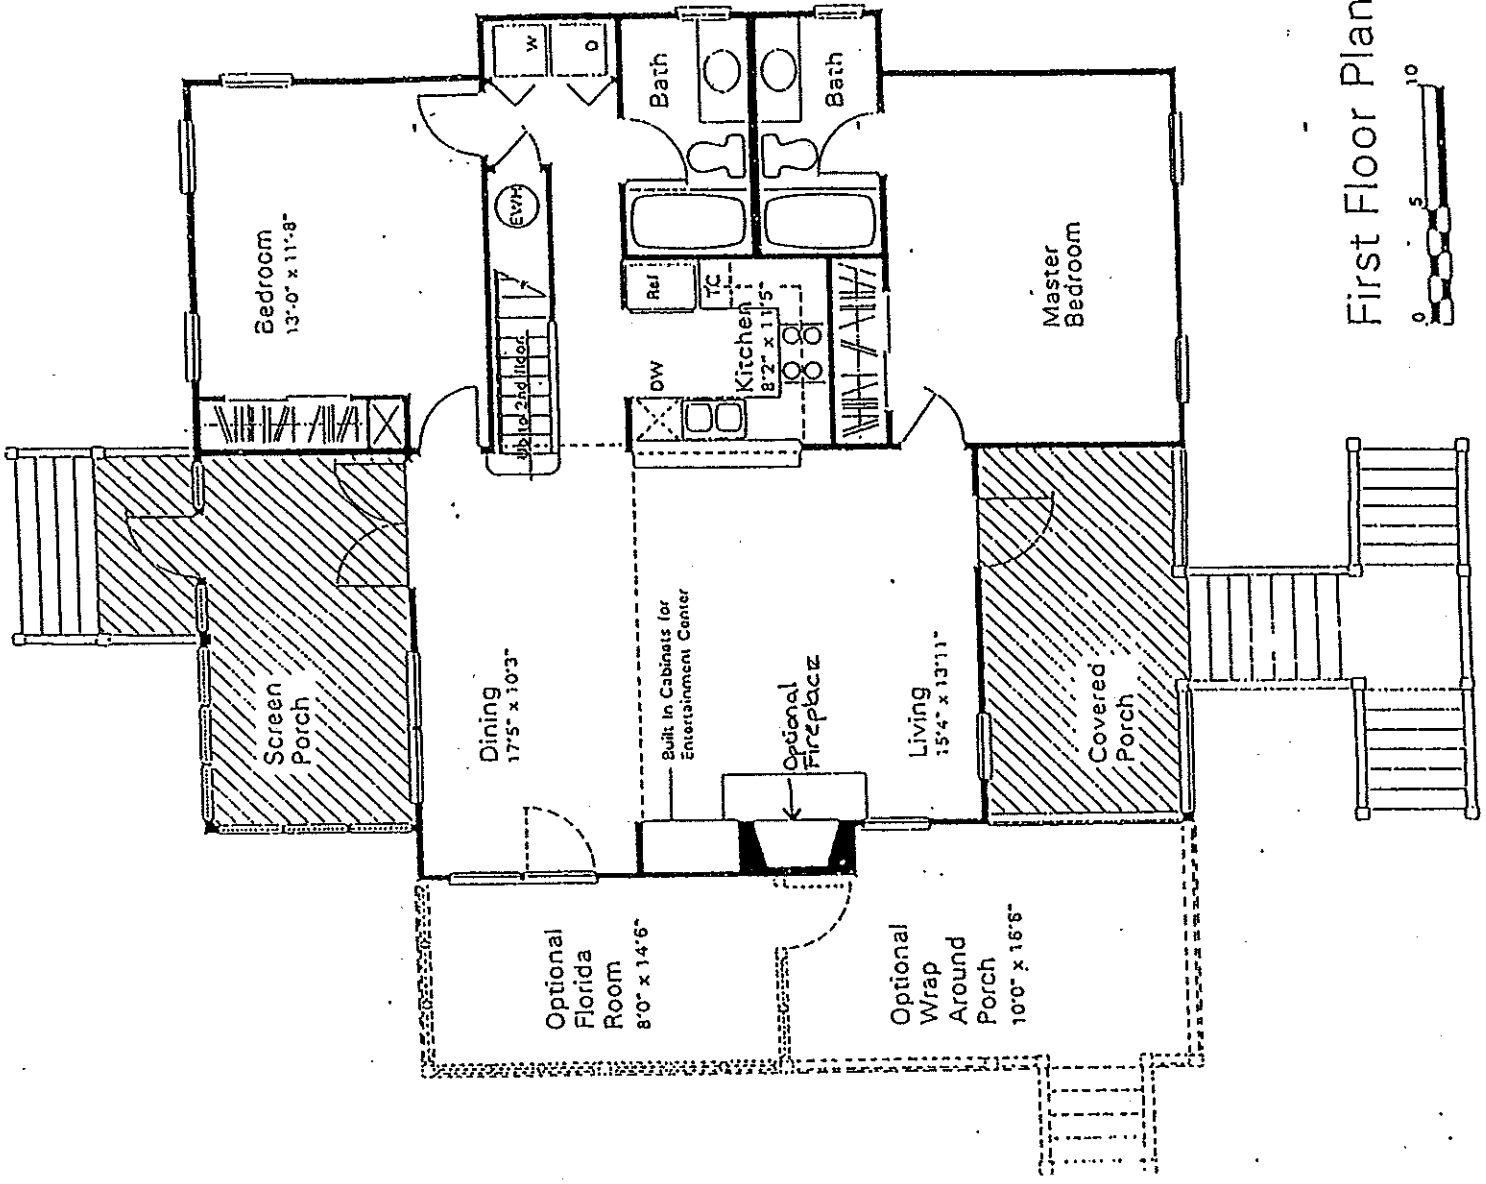 First Floor Plan
0 5 10
Screen
Porch
Bedroom
13'-0" x 11'-8"
Dining
17'5" x 10'3"
Up to 2nd floor
EWH
W
D
Bath
Bath
Ref
TC
DW
Kitchen
8'2" x 11'5"
Built In Cabinets for
Entertainment Center
Optional
Fireplace
Living
15'4" x 13'11"
Master
Bedroom
Covered
Porch
Optional
Florida
Room
8'0" x 14'6"
Optional
Wrap
Around
Porch
10'0" x 16'6"